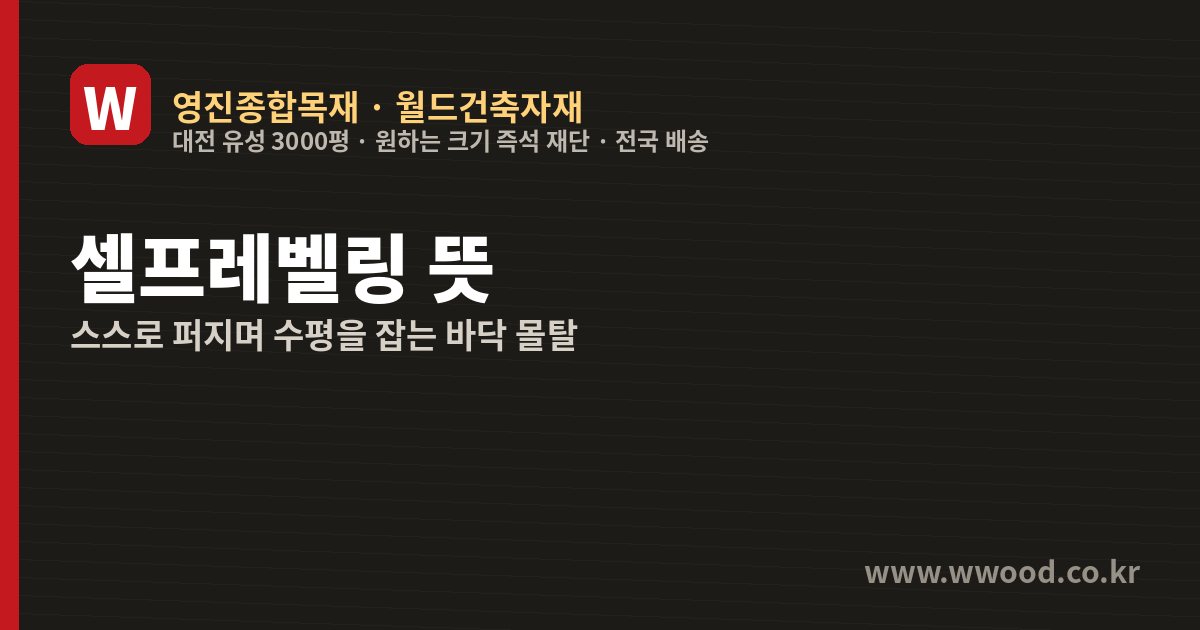 W
영진종합목재 · 월드건축자재
대전 유성 3000평 · 원하는 크기 즉석 재단 · 전국 배송
셀프레벨링 뜻
스스로 퍼지며 수평을 잡는 바닥 몰탈
www.wwood.co.kr